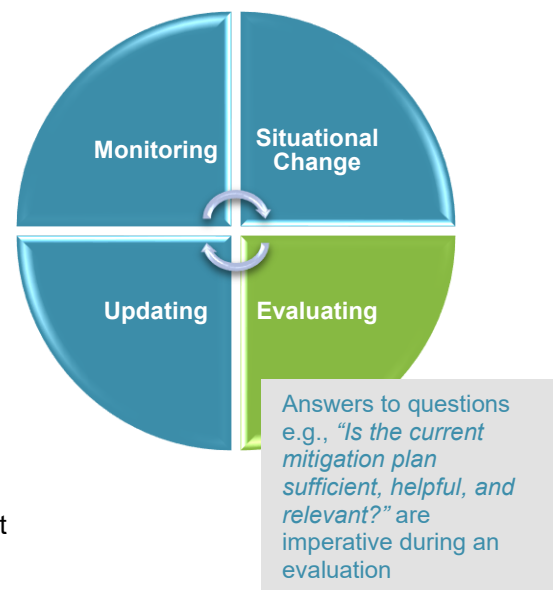 Monitoring
Situational
Change
Updating
Evaluating
Answers to questions
e.g., “Is the current
mitigation plan
sufficient, helpful, and
relevant?” are
imperative during an
evaluation
t